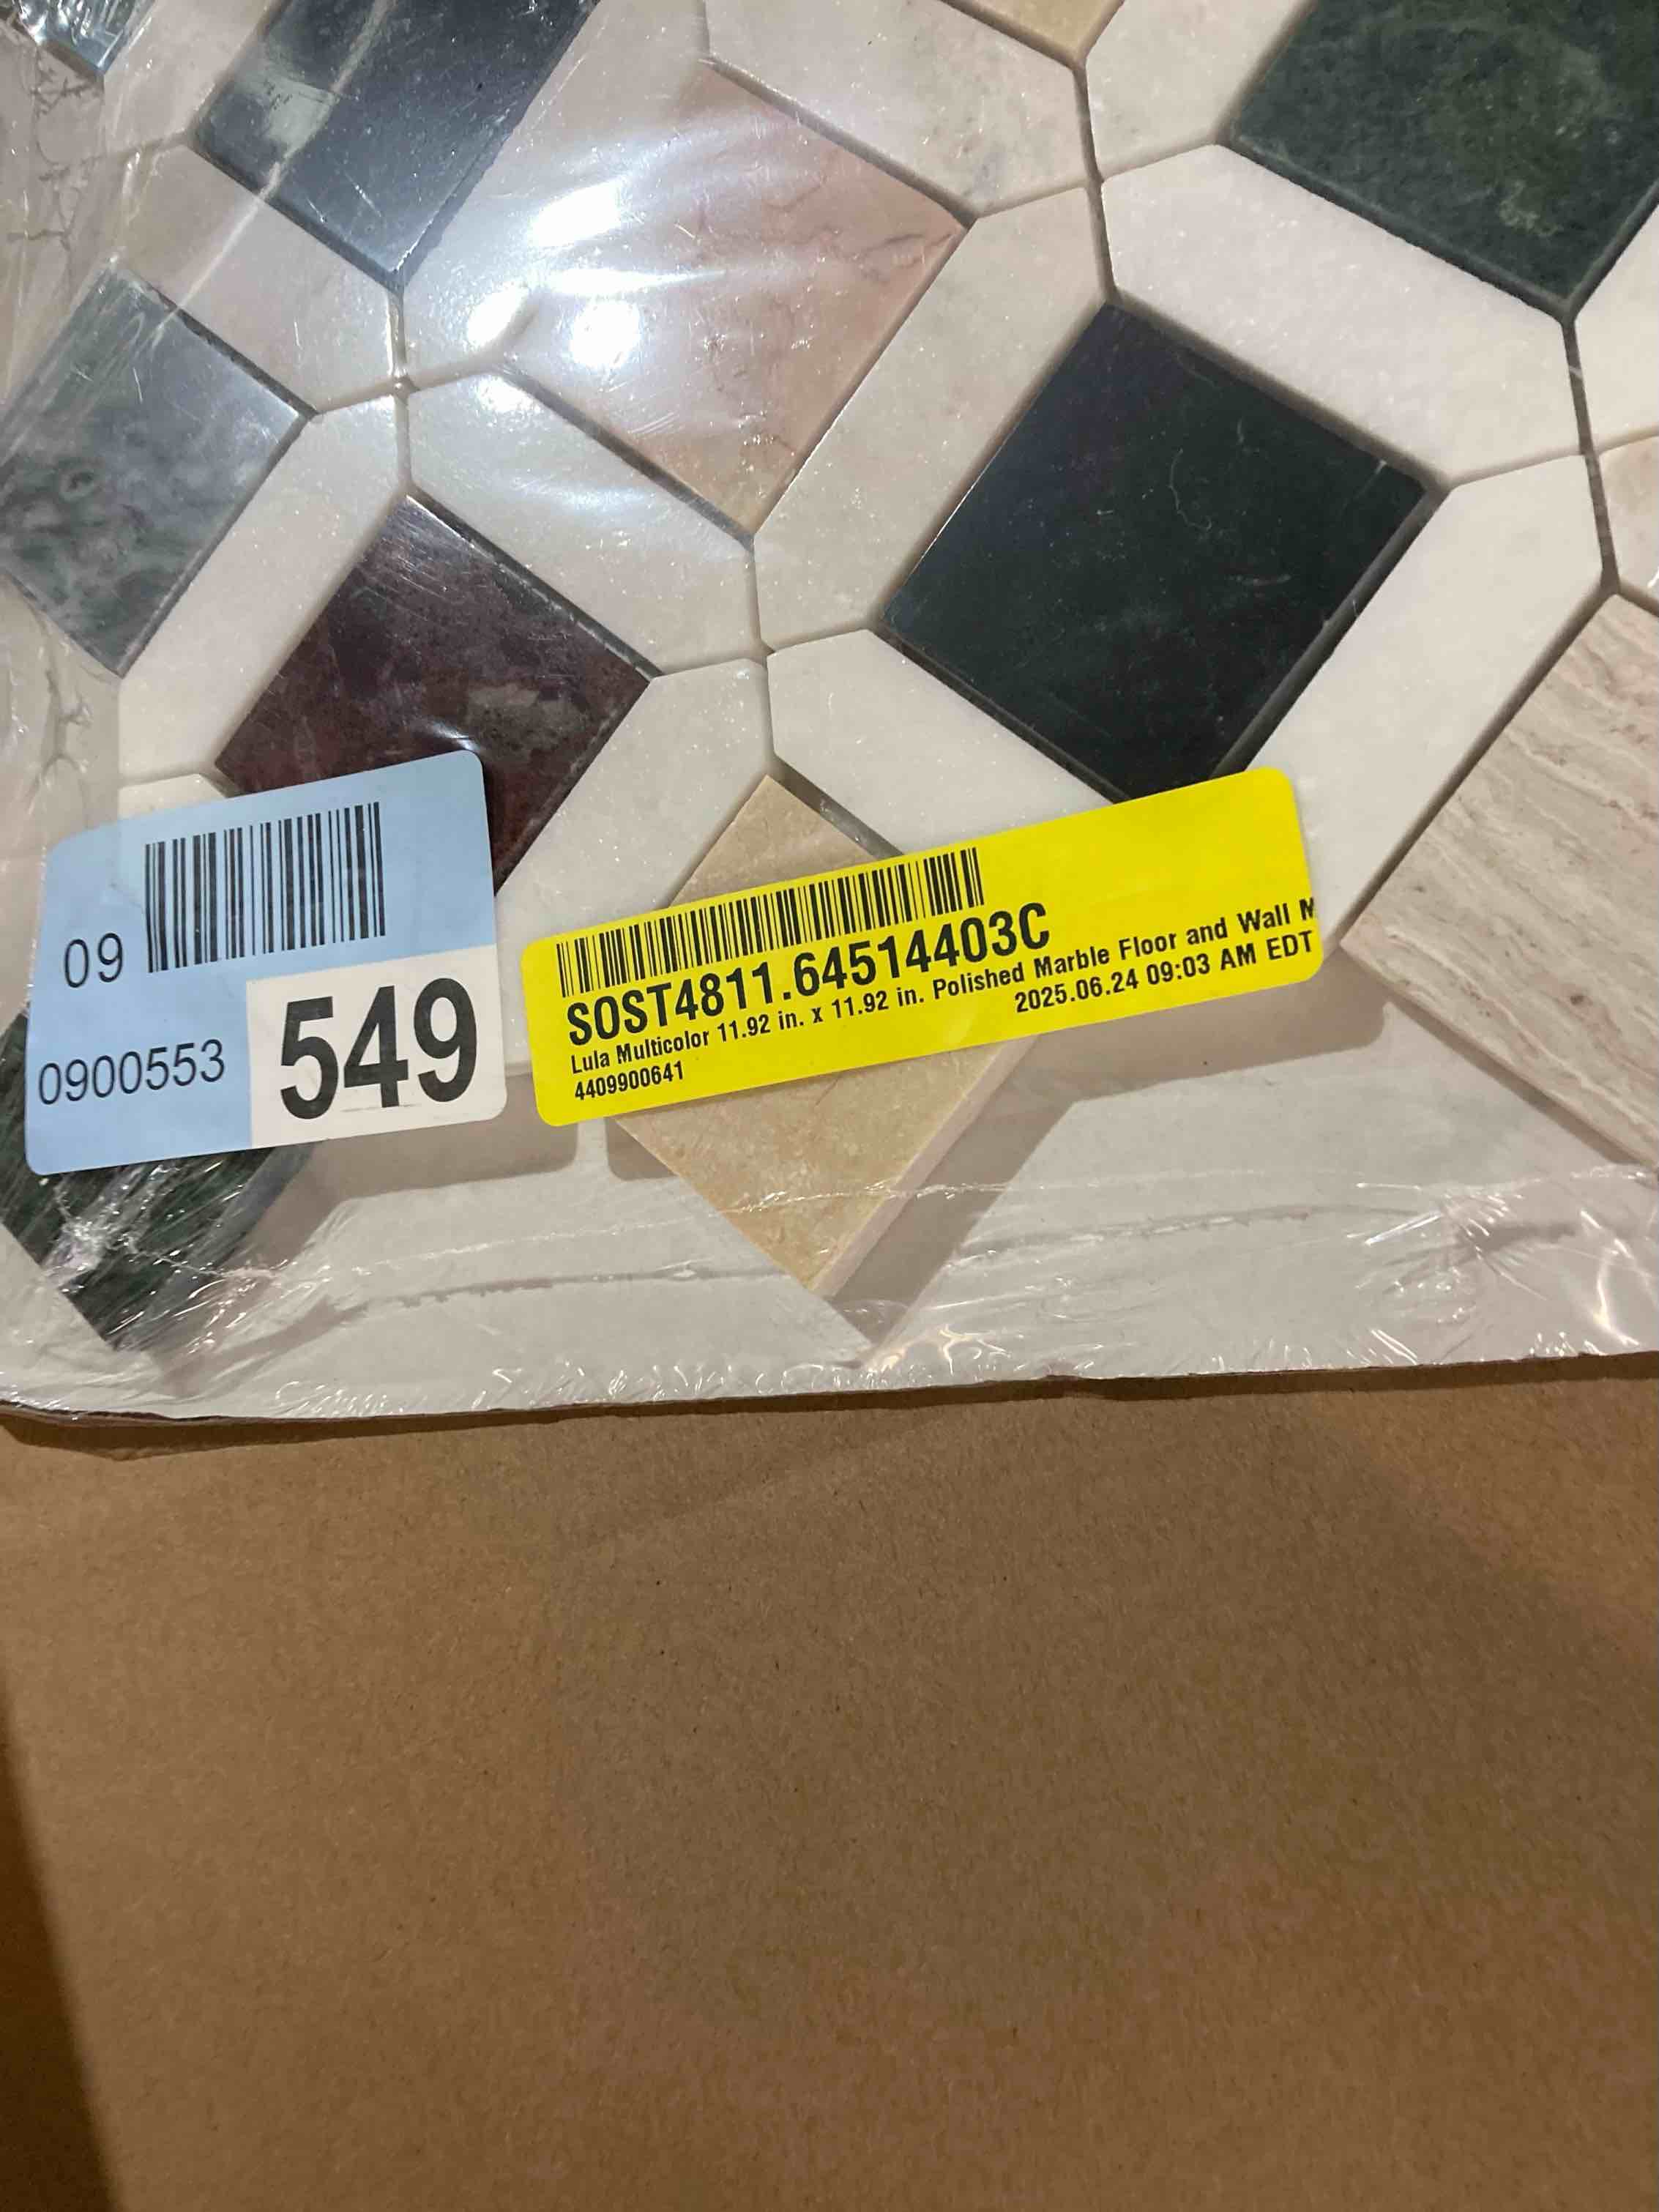 09
0900553
549
SOST4811.64514403C
Lula Multicolor 11.92 in. x 11.92 in. Polished Marble Floor and Wall M
2025.06.24 09:03 AM EDT
4409900641